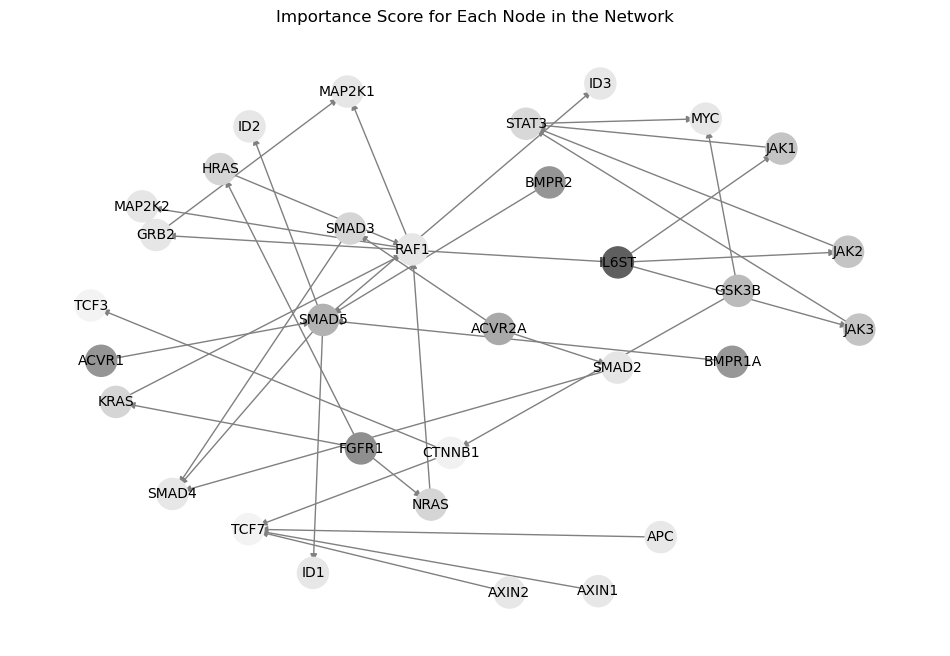 Importance Score for Each Node in the Network
ID3
MAP2K1
MYC
STAT3
ID2
JAK1
HRAS
BMPR2
MAP2K2
SMAD3
GRB2
RAF1
JAK2
IL6ST
GSK3B
TCF3
SMAD5
ACVR2A
JAK3
ACVR1
BMPR1A
SMAD2
KRAS
FGFR1
CTNNB1
SMAD4
NRAS
TCF7
APC
ID1
AXIN2
AXIN1